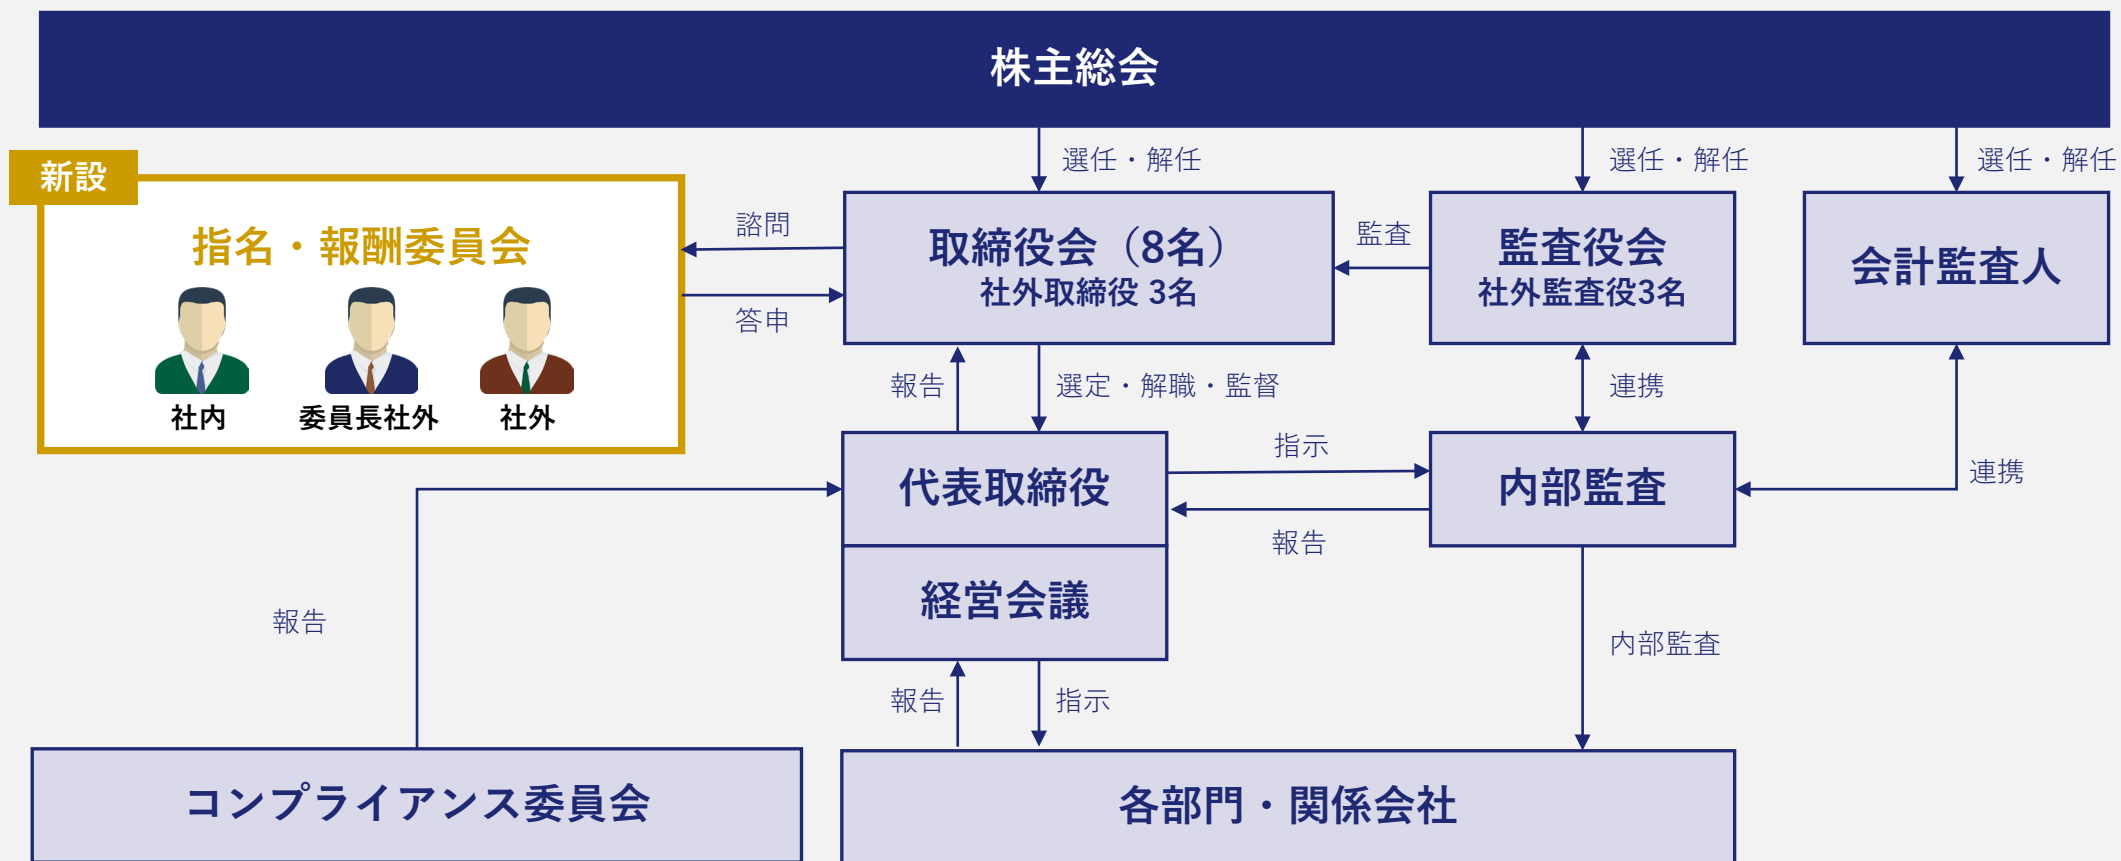 株主総会
選任・解任
選任・解任
選任・解任
新設
指名・報酬委員会
社内
委員長社外
社外
諮問
答申
取締役会（8名）
社外取締役 3名
監査
監査役会
社外監査役3名
会計監査人
報告
選定・解職・監督
連携
連携
代表取締役
指示
報告
内部監査
経営会議
報告
報告
指示
内部監査
コンプライアンス委員会
各部門・関係会社